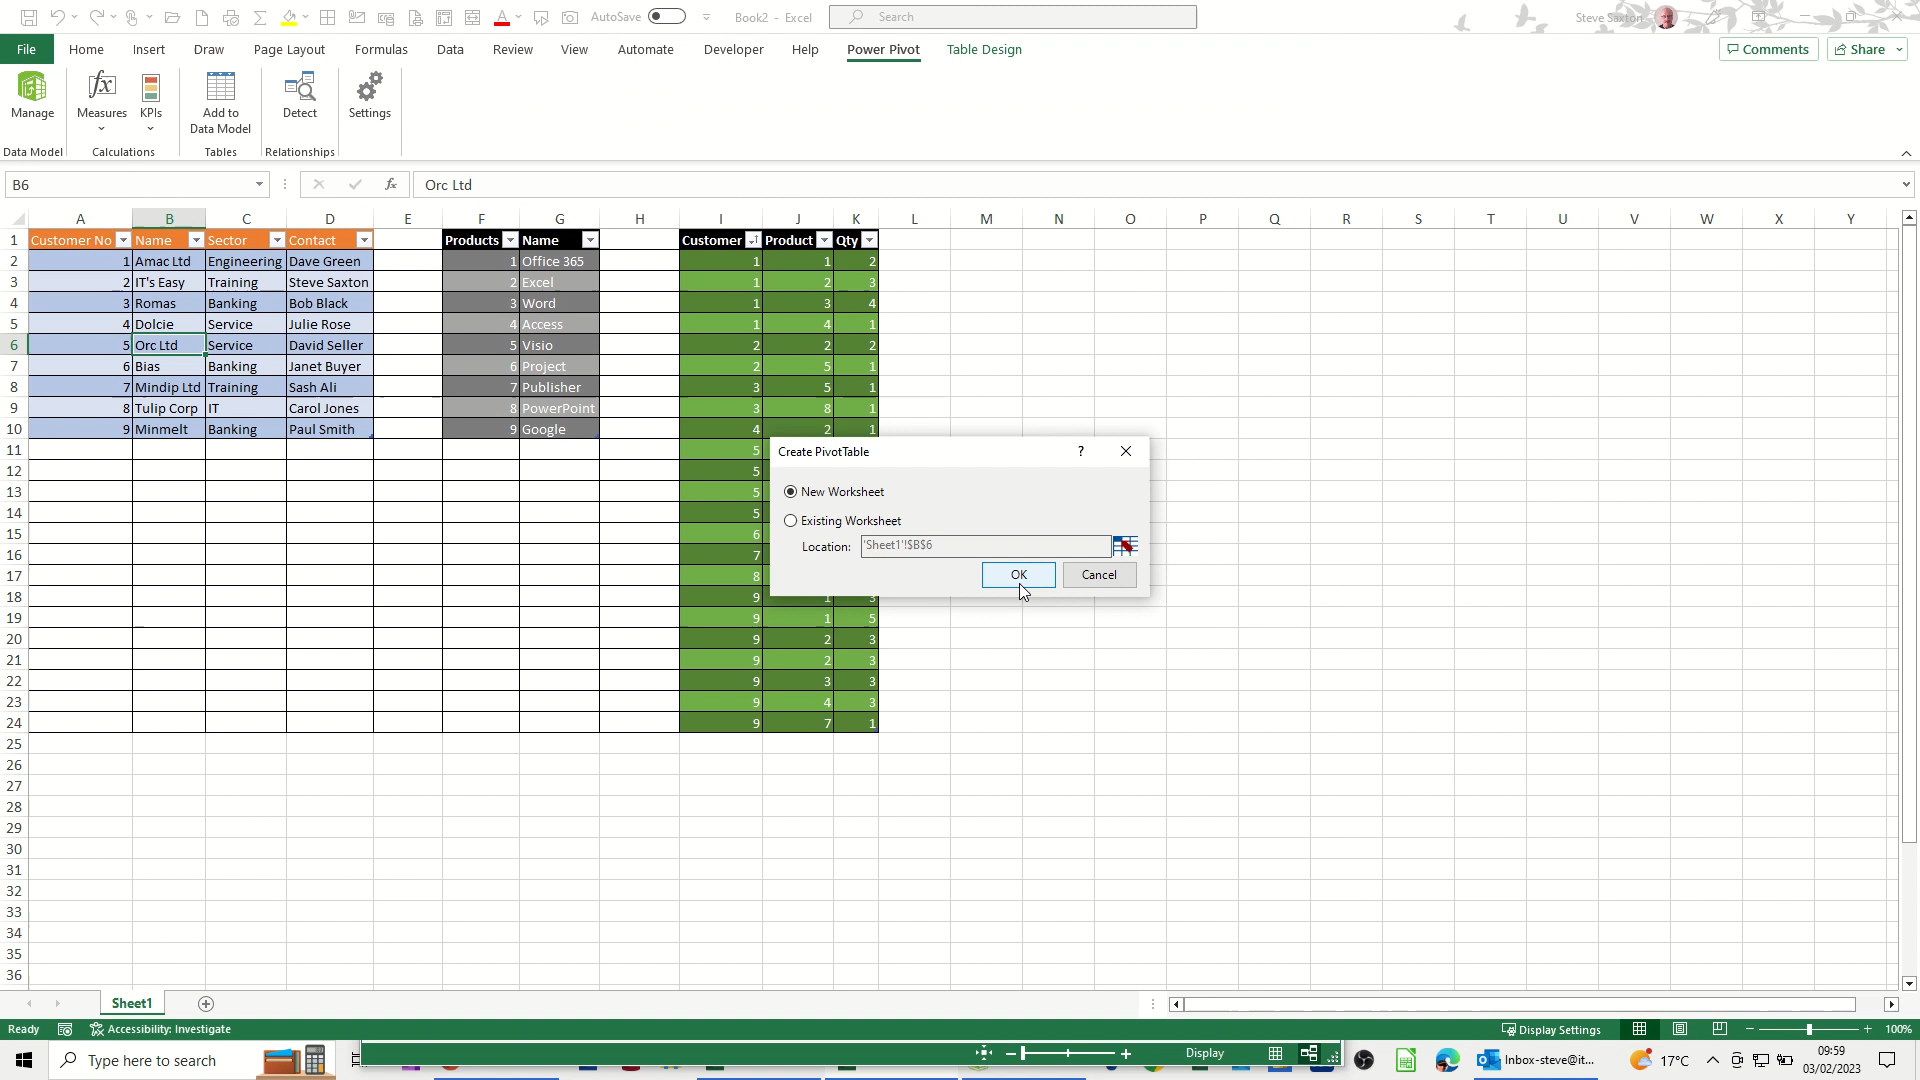 AutoSave Book2 - Excel Search Steve Saxton
File Home Insert Draw Page Layout Formulas Data Review View Automate Developer Help Power Pivot Table Design Comments Share
Manage Measures KPIs Add to Data Model Detect Settings
Data Model Calculations Tables Relationships
B6 fx Orc Ltd
A B C D E F G H I J K L M N O P Q R S T U V W X Y
1 Customer No Name Sector Contact Products Name Customer Product Qty
2 1 Amac Ltd Engineering Dave Green 1 Office 365 1 1 2
3 2 IT's Easy Training Steve Saxton 2 Excel 1 2 3
4 3 Romas Banking Bob Black 3 Word 1 3 4
5 4 Dolcie Service Julie Rose 4 Access 1 4 1
6 5 Orc Ltd Service David Seller 5 Visio 2 2 2
7 6 Bias Banking Janet Buyer 6 Project 2 5 1
8 7 Mindip Ltd Training Sash Ali 7 Publisher 3 5 1
9 8 Tulip Corp IT Carol Jones 8 PowerPoint 3 8 1
10 9 Minmelt Banking Paul Smith 9 Google 4 2 1
11 5
12 5
13 5
14 5
15 6
16 7
17 8
18 9 1 3
19 9 1 5
20 9 2 3
21 9 2 3
22 9 3 3
23 9 4 3
24 9 7 1
25
26
27
28
29
30
31
32
33
34
35
36
Create PivotTable ?
New Worksheet
Existing Worksheet
Location: 'Sheet1'!$B$6
OK Cancel
Sheet1
Ready Accessibility: Investigate Display Settings 100%
Type here to search Display Inbox-steve@it... 17°C 09:59
03/02/2023